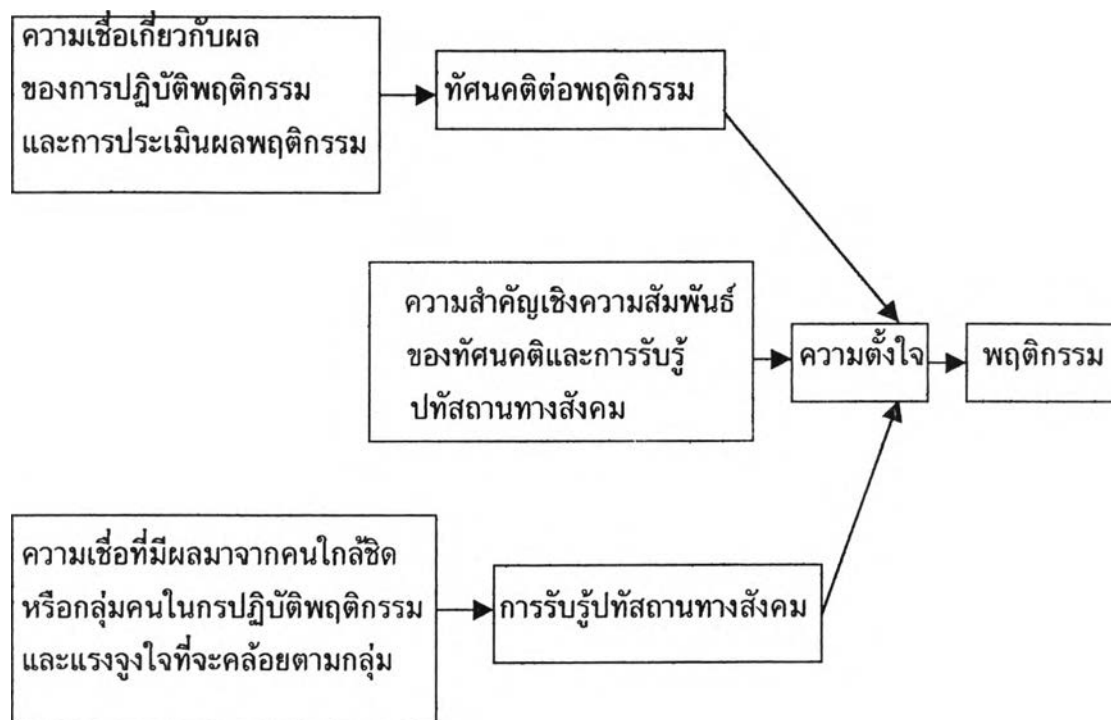 ความเชื่อเกี่ยวกับผล
ของการปฏิบัติพฤติกรรม
และการประเมินผลพฤติกรรม
ทัศนคติต่อพฤติกรรม
ความสำคัญเชิงความสัมพันธ์
ของทัศนคติและการรับรู้
ปทัสถานทางสังคม
ความตั้งใจ
พฤติกรรม
ความเชื่อที่มีผลมาจากคนใกล้ชิด
หรือกลุ่มคนในกรปฏิบัติพฤติกรรม
และแรงจูงใจที่จะคล้อยตามกลุ่ม
การรับรู้ปทัสถานทางสังคม